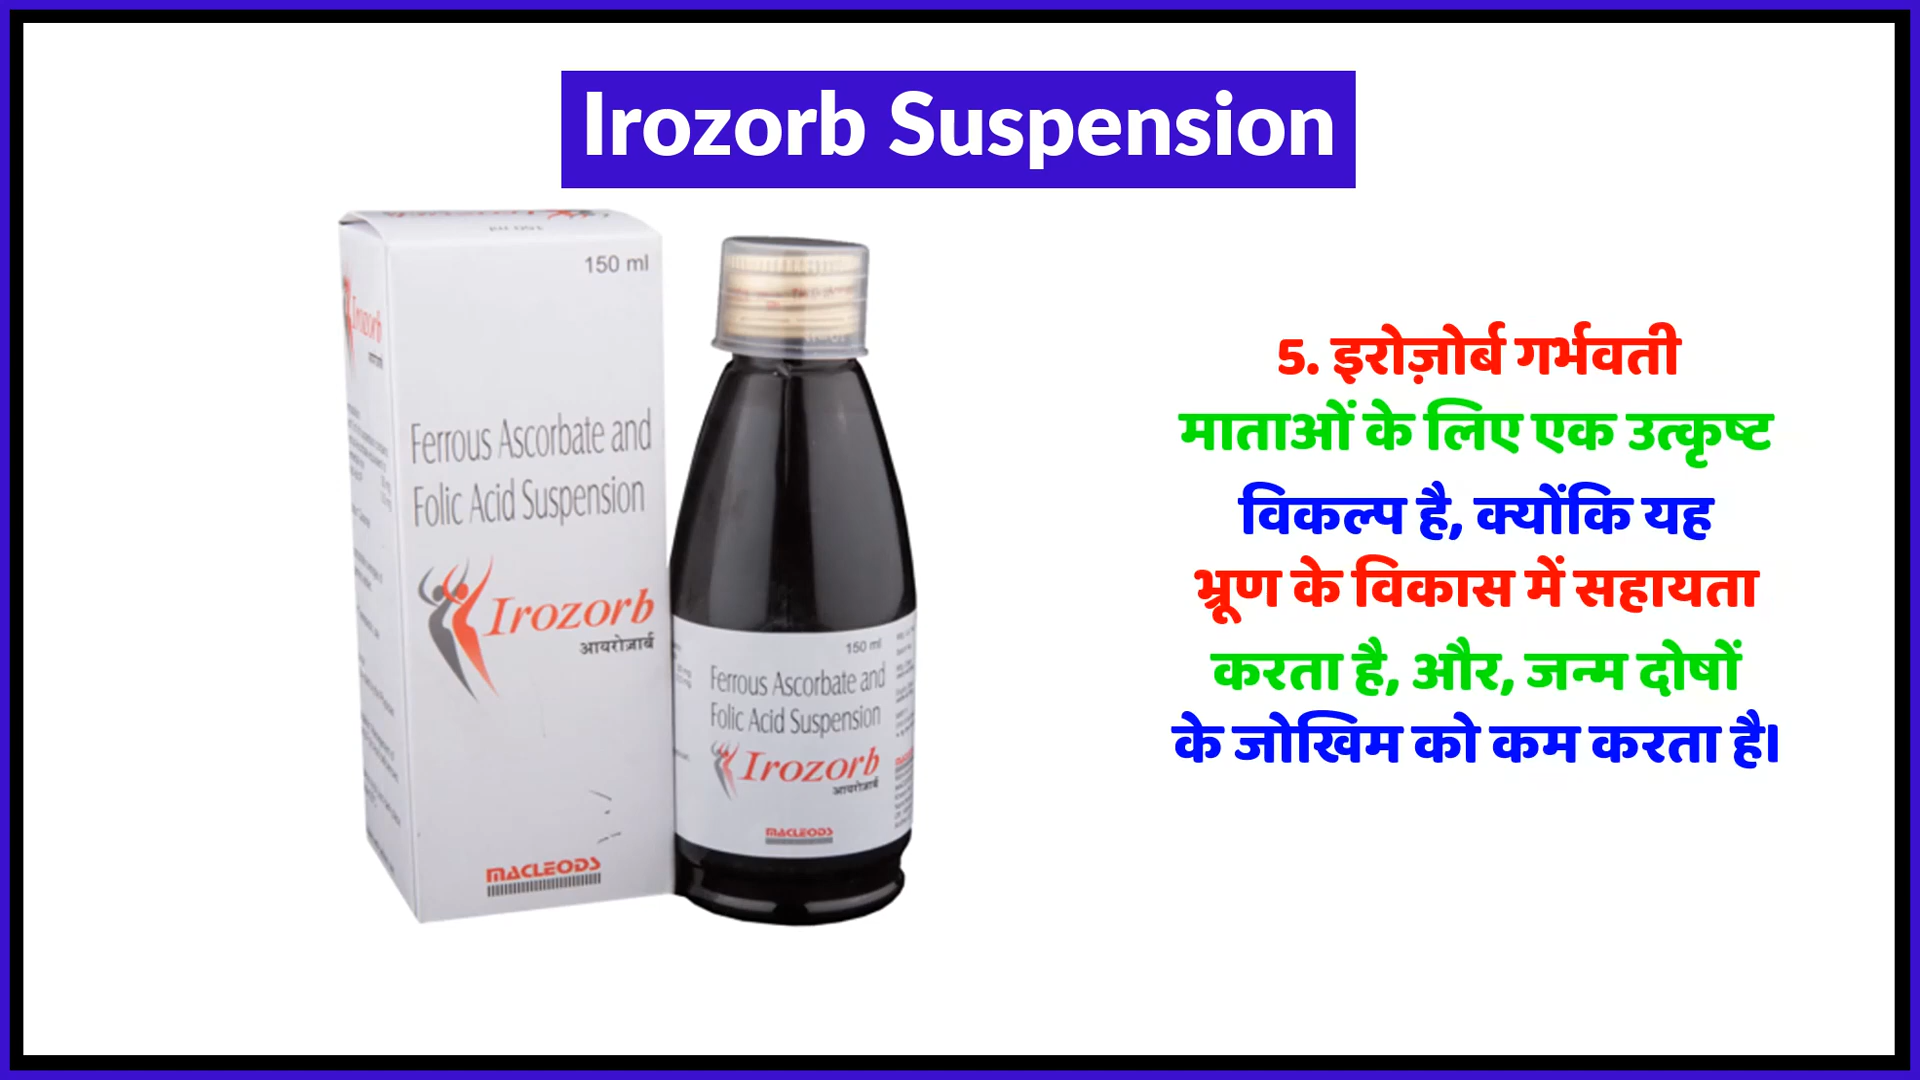 Irozorb Suspension
150 ml
Irozorb
Ferrous Ascorbate and
Folic Acid Suspension
Irozorb
आयरोज़ार्ब
MACLEODS
150 ml
Ferrous Ascorbate and
Folic Acid Suspension
Irozorb
आयरोज़ार्ब
MACLEODS
5. इरोज़ोर्ब गर्भवती
माताओं के लिए एक उत्कृष्ट
विकल्प है, क्योंकि यह
भ्रूण के विकास में सहायता
करता है, और, जन्म दोषों
के जोखिम को कम करता है।